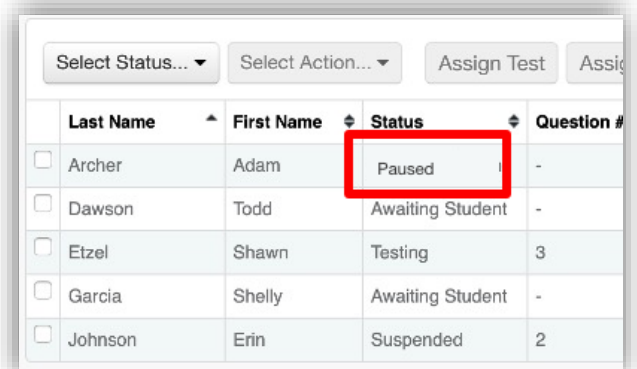 Select Status... Select Action... Assign Test
Last Name First Name Status Question #
Archer Adam Paused -
Dawson Todd Awaiting Student -
Etzel Shawn Testing 3
Garcia Shelly Awaiting Student -
Johnson Erin Suspended 2